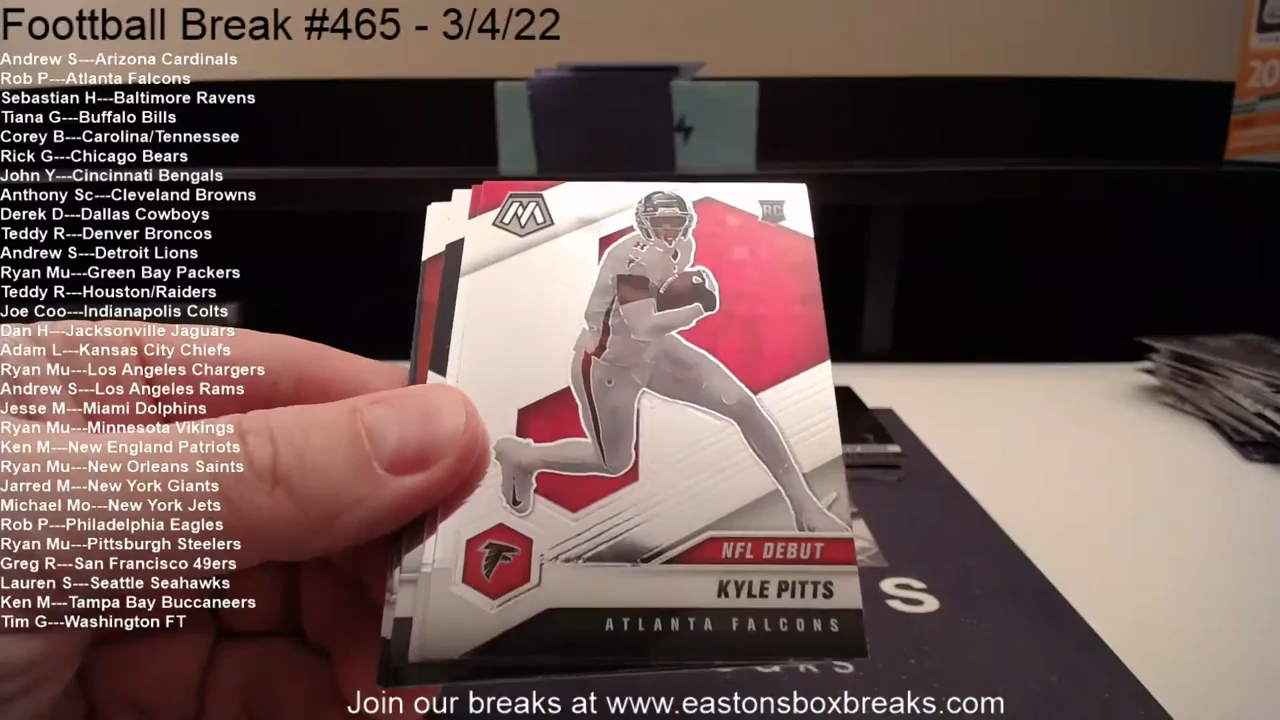 Foottball Break #465 - 3/4/22
Andrew S---Arizona Cardinals
Rob P---Atlanta Falcons
Sebastian H---Baltimore Ravens
Tiana G---Buffalo Bills
Corey B---Carolina/Tennessee
Rick G---Chicago Bears
John Y---Cincinnati Bengals
Anthony Sc---Cleveland Browns
Derek D---Dallas Cowboys
Teddy R---Denver Broncos
Andrew S---Detroit Lions
Ryan Mu---Green Bay Packers
Teddy R---Houston/Raiders
Joe Coo---Indianapolis Colts
Dan H---Jacksonville Jaguars
Adam L---Kansas City Chiefs
Ryan Mu---Los Angeles Chargers
Andrew S---Los Angeles Rams
Jesse M---Miami Dolphins
Ryan Mu---Minnesota Vikings
Ken M---New England Patriots
Ryan Mu---New Orleans Saints
Jarred M---New York Giants
Michael Mo---New York Jets
Rob P---Philadelphia Eagles
Ryan Mu---Pittsburgh Steelers
Greg R---San Francisco 49ers
Lauren S---Seattle Seahawks
Ken M---Tampa Bay Buccaneers
Tim G---Washington FT
20
RC
NFL DEBUT
KYLE PITTS
ATLANTA FALCONS
S
Join our breaks at www.eastonsboxbreaks.com